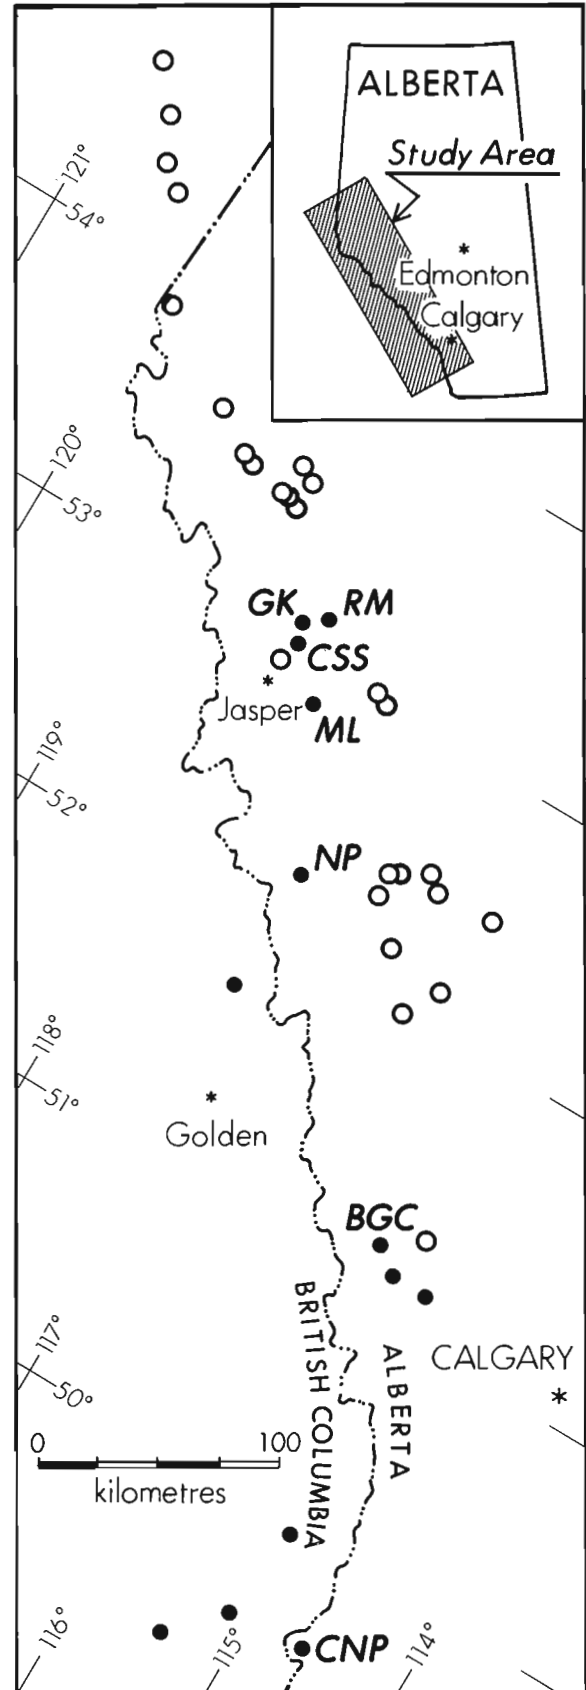 ALBERTA
Study Area
Edmonton
Calgary
121°
54°
120°
53°
GK
RM
CSS
Jasper
ML
119°
52°
NP
118°
51°
Golden
BGC
BRITISH COLUMBIA
ALBERTA
117°
50°
CALGARY
0
100
kilometres
116°
115°
CNP
114°